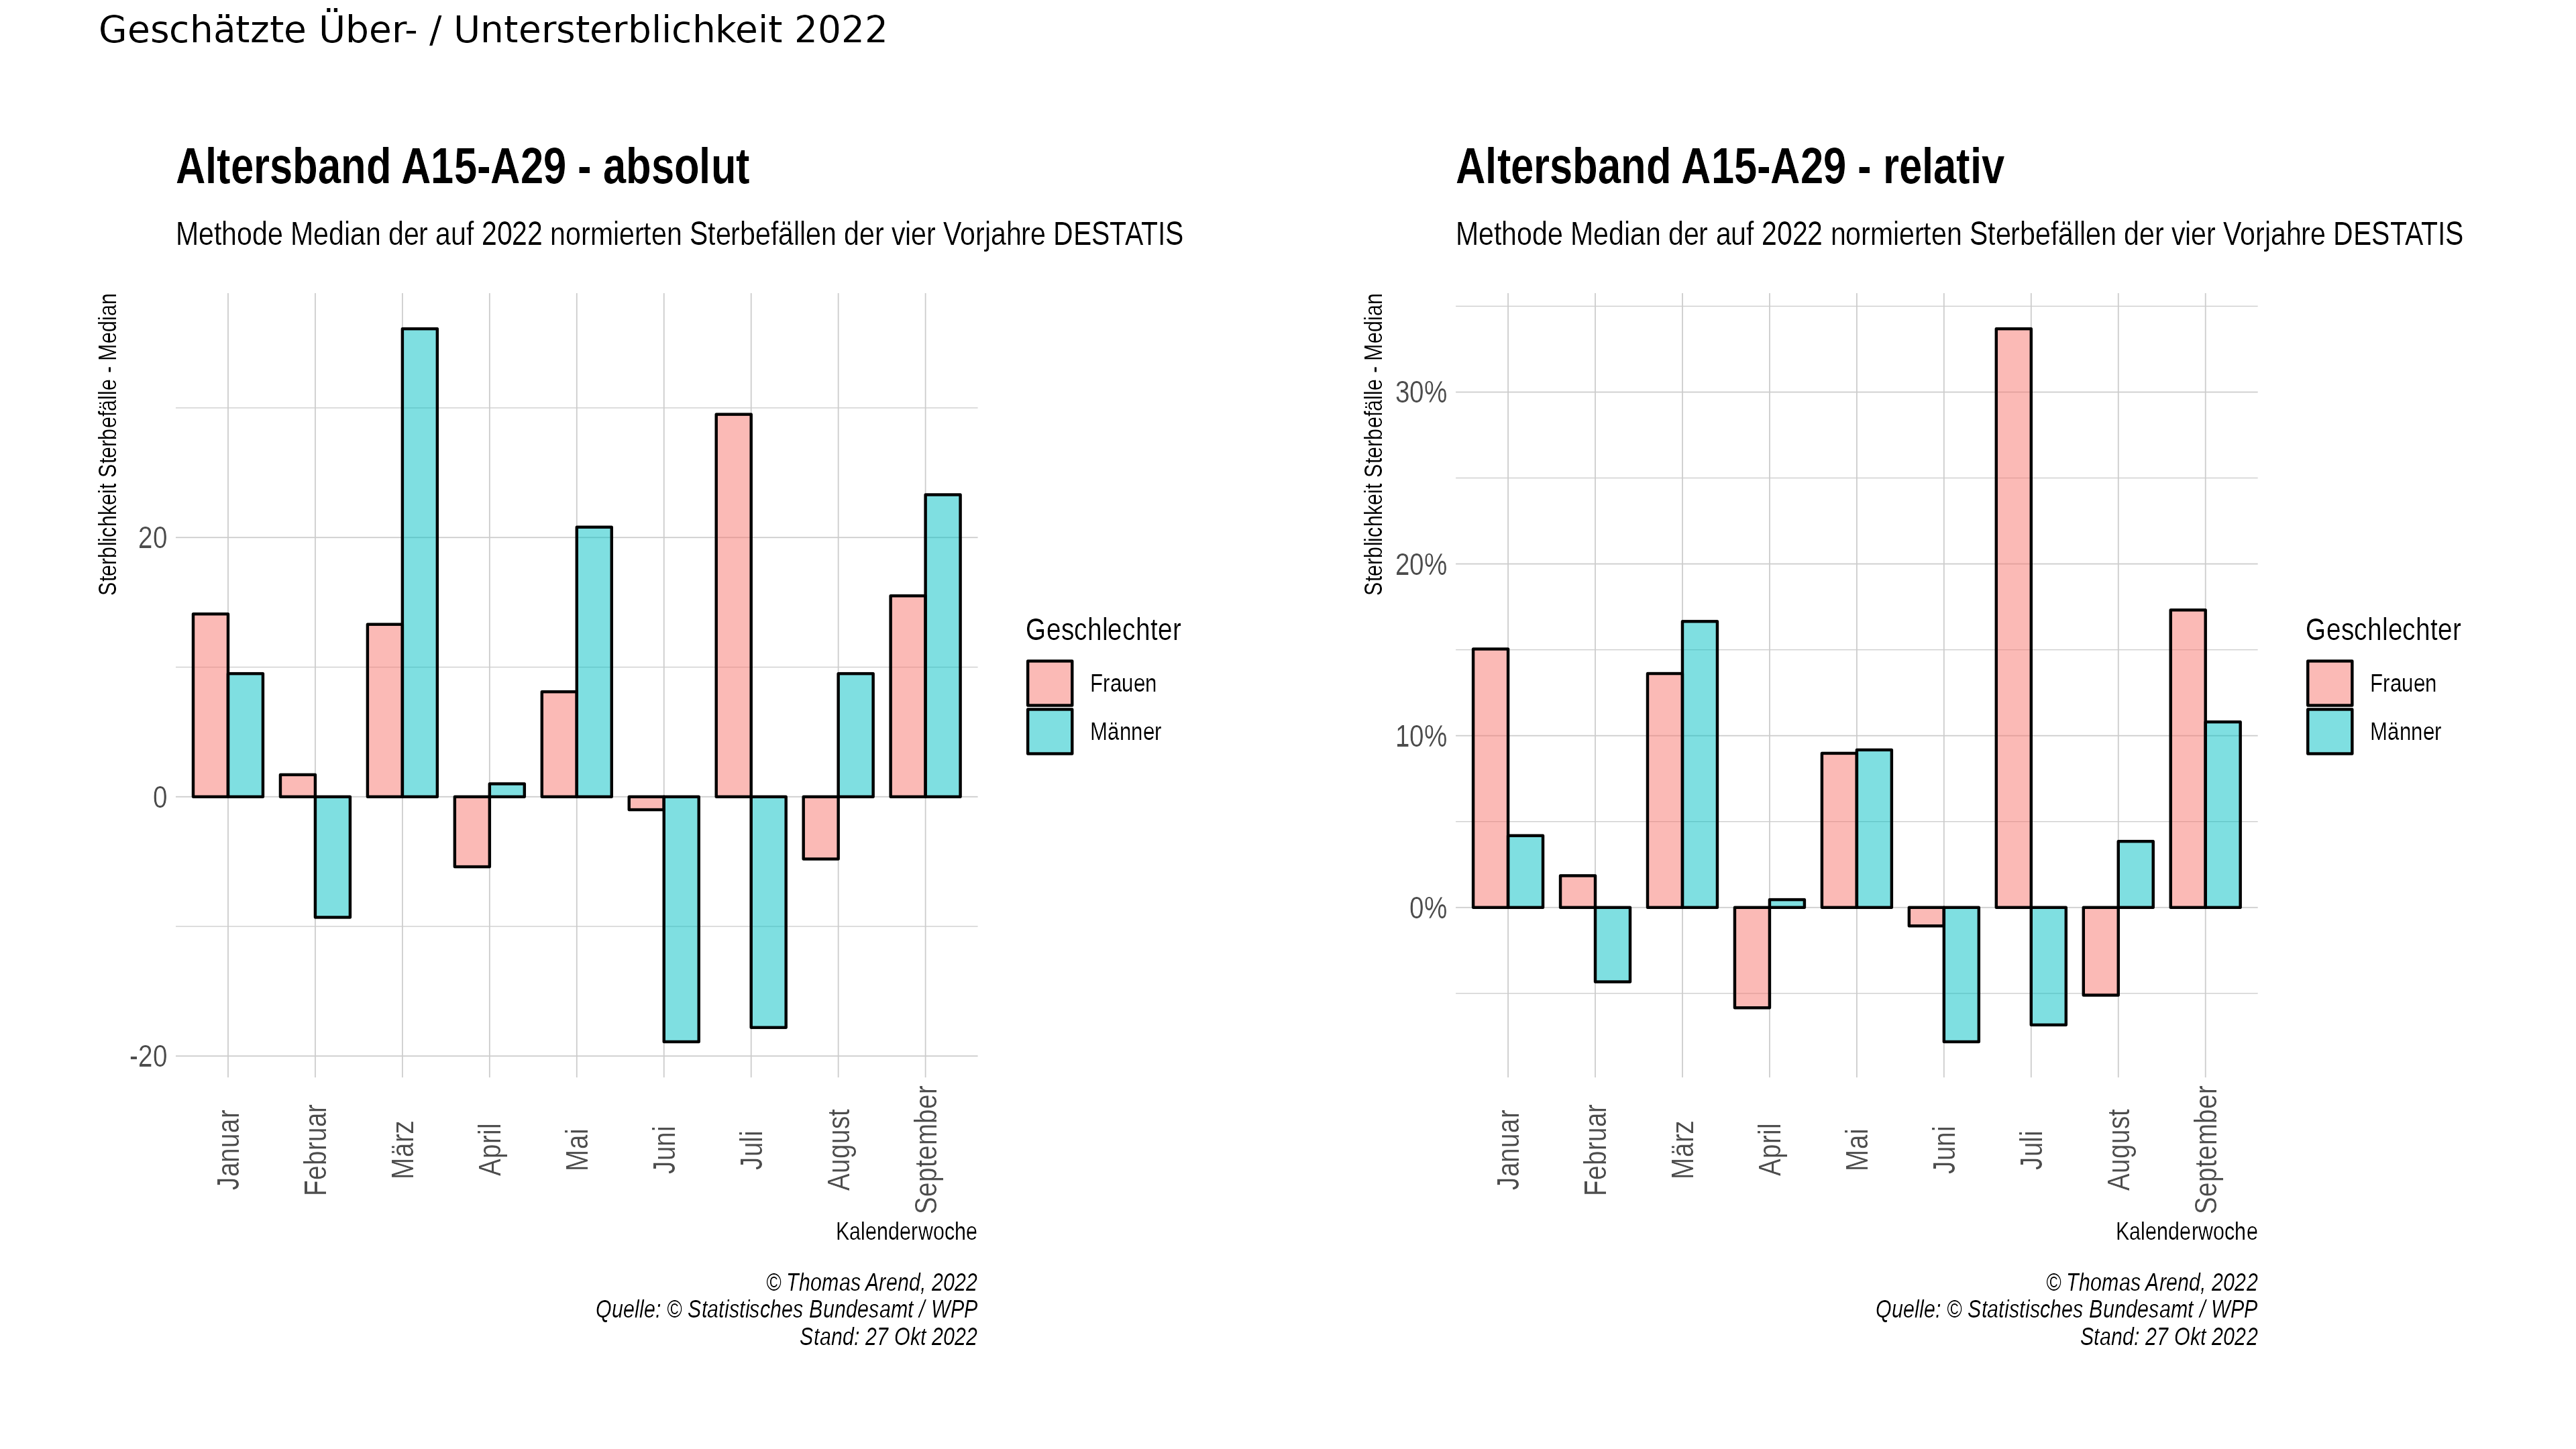 Geschätzte Über- / Untersterblichkeit 2022
Altersband A15-A29 - absolut
Methode Median der auf 2022 normierten Sterbefällen der vier Vorjahre DESTATIS
Sterblichkeit Sterbefälle - Median
20
0
-20
Januar
Februar
März
April
Mai
Juni
Juli
August
September
Kalenderwoche
Geschlechter
Frauen
Männer
© Thomas Arend, 2022
Quelle: © Statistisches Bundesamt / WPP
Stand: 27 Okt 2022
Altersband A15-A29 - relativ
Methode Median der auf 2022 normierten Sterbefällen der vier Vorjahre DESTATIS
Sterblichkeit Sterbefälle - Median
30%
20%
10%
0%
Januar
Februar
März
April
Mai
Juni
Juli
August
September
Kalenderwoche
Geschlechter
Frauen
Männer
© Thomas Arend, 2022
Quelle: © Statistisches Bundesamt / WPP
Stand: 27 Okt 2022